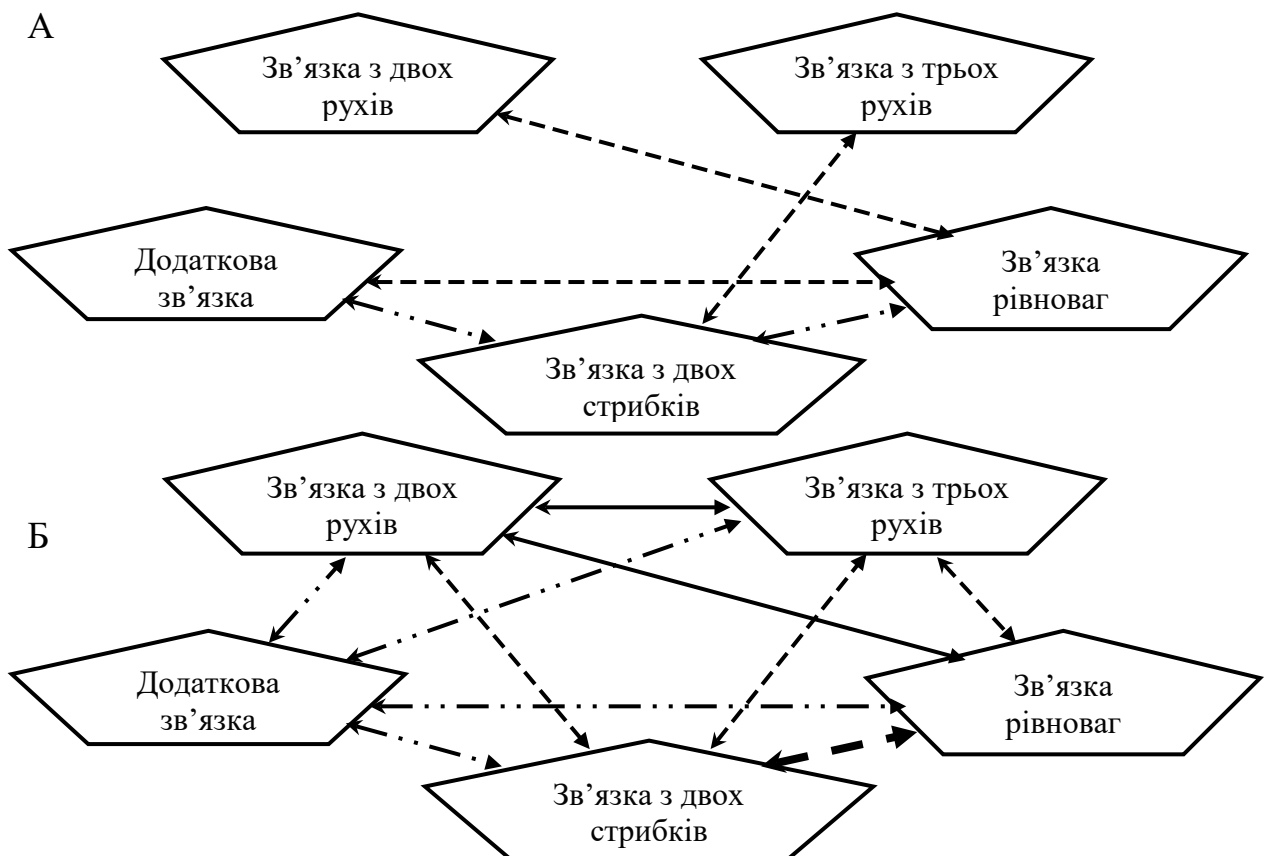 А
Зв’язка з двох
рухів
Зв’язка з трьох
рухів
Додаткова
зв’язка
Зв’язка
рівноваг
Зв’язка з двох
стрибків
Б
Зв’язка з двох
рухів
Зв’язка з трьох
рухів
Додаткова
зв’язка
Зв’язка
рівноваг
Зв’язка з двох
стрибків